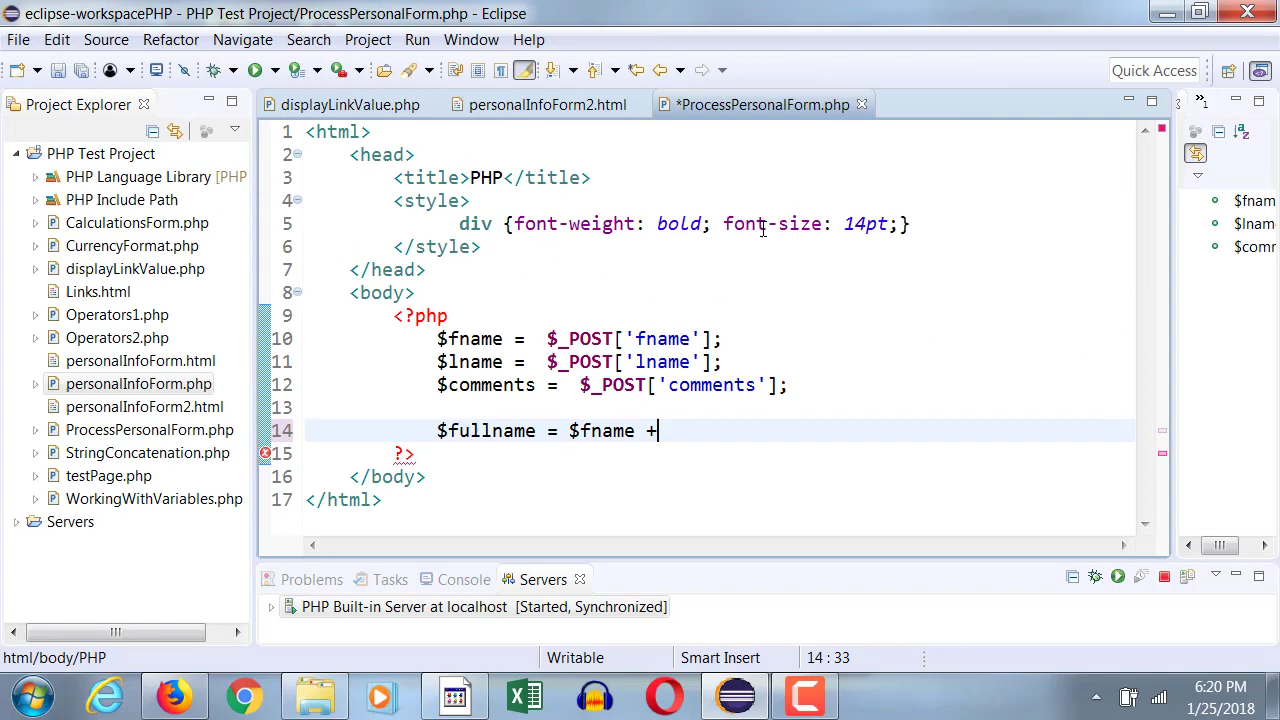 eclipse-workspacePHP - PHP Test Project/ProcessPersonalForm.php - Eclipse
File Edit Source Refactor Navigate Search Project Run Window Help
Quick Access
Project Explorer
displayLinkValue.php personalInfoForm2.html *ProcessPersonalForm.php
»1
PHP Test Project
PHP Language Library [PHP
PHP Include Path
CalculationsForm.php
CurrencyFormat.php
displayLinkValue.php
Links.html
Operators1.php
Operators2.php
personalInfoForm.html
personalInfoForm.php
personalInfoForm2.html
ProcessPersonalForm.php
StringConcatenation.php
testPage.php
WorkingWithVariables.php
Servers
1 <html>
2 <head>
3 <title>PHP</title>
4 <style>
5 div {font-weight: bold; font-size: 14pt;}
6 </style>
7 </head>
8 <body>
9 <?php
10 $fname =  $_POST['fname'];
11 $lname =  $_POST['lname'];
12 $comments =  $_POST['comments'];
13
14 $fullname = $fname +
15 ?>
16 </body>
17 </html>
$fnam
$lname
$comm
Problems Tasks Console Servers
PHP Built-in Server at localhost [Started, Synchronized]
html/body/PHP Writable Smart Insert 14 : 33
6:20 PM
1/25/2018